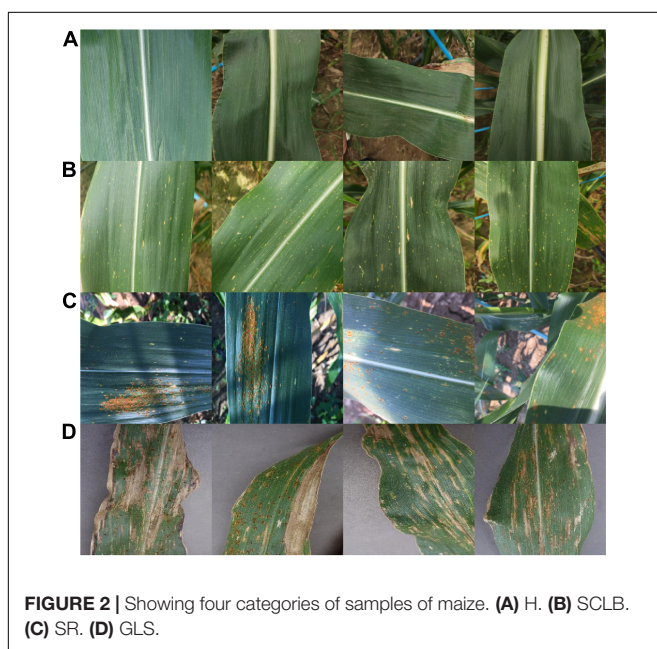 A
B
C
D
FIGURE 2 | Showing four categories of samples of maize. (A) H. (B) SCLB.
(C) SR. (D) GLS.